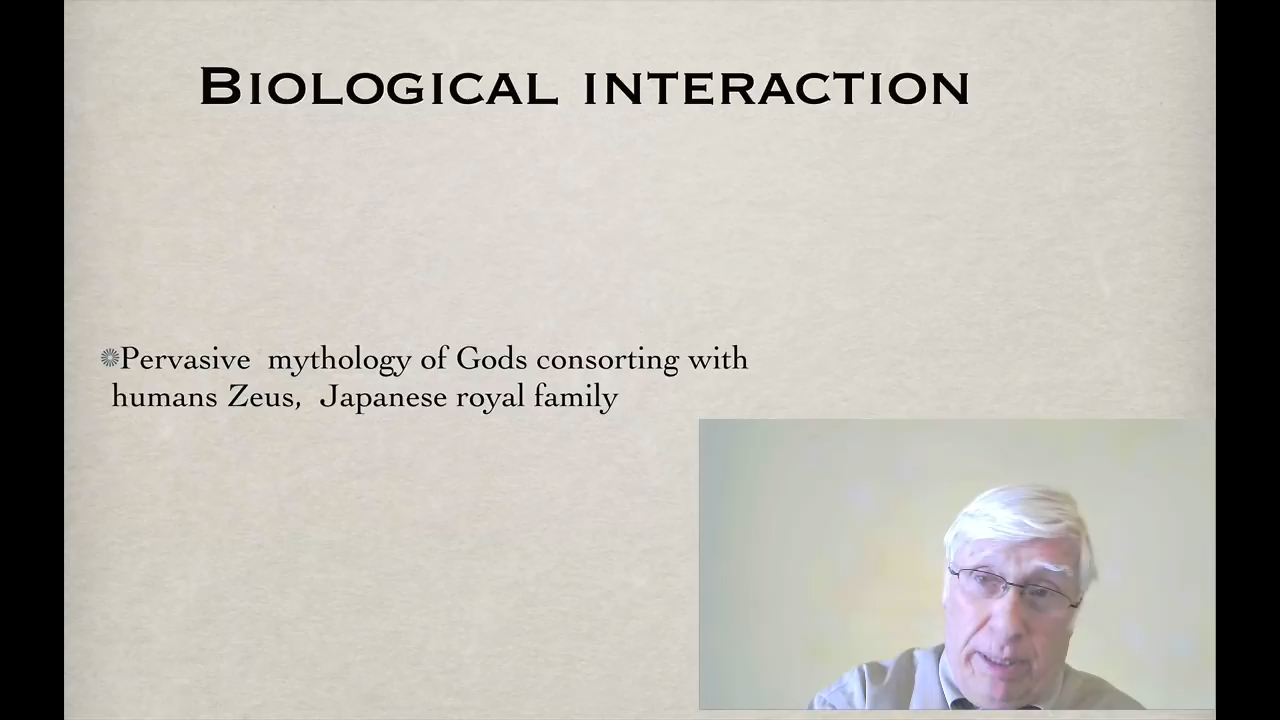 BIOLOGICAL INTERACTION
Pervasive mythology of Gods consorting with
humans Zeus, Japanese royal family